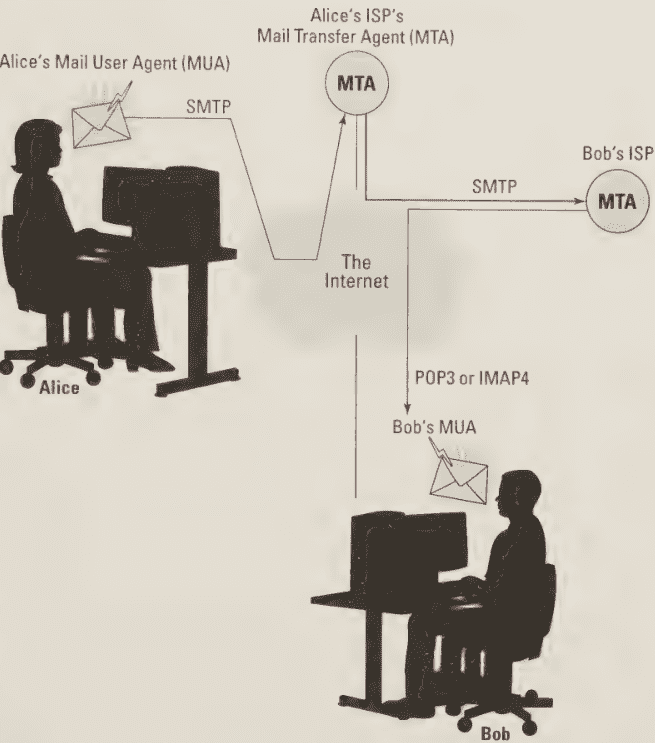 Alice's ISP's
Mail Transfer Agent (MTA)
Alice's Mail User Agent (MUA)
MTA
SMTP
Bob's ISP
SMTP
MTA
The
Internet
POP3 or IMAP4
Bob's MUA
Alice
Bob